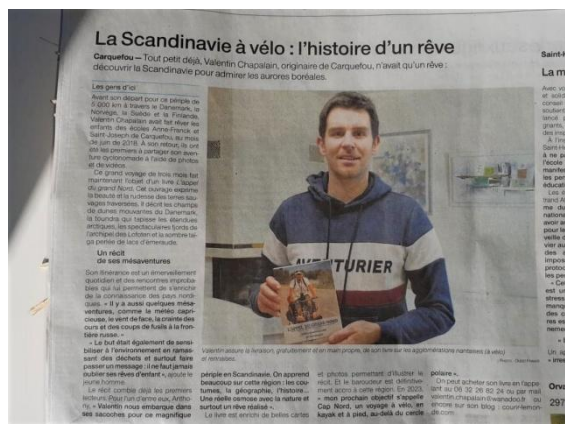 La Scandinavie à vélo : l'histoire d'un rêve
Carquefou — Tout petit déjà, Valentin Chapalain, originaire de Carquefou, n'avait qu'un rêve :
découvrir la Scandinavie pour admirer les aurores boréales.
Les gens d'ici
Avant son départ pour ce périple de
5 000 km à travers le Danemark, la
Norvège, la Suède et la Finlande,
Valentin Chapalain avait fait rêver les
enfants des écoles Anne-Franck et
Saint-Joseph de Carquefou, au mois
de juin de 2018. À son retour, ils ont
été les premiers à partager son aven-
ture cyclonomade à l'aide de photos
et de vidéos.
Ce grand voyage de trois mois fait
maintenant l'objet d'un livre L'appel
du grand Nord. Cet ouvrage exprime
la beauté et la rudesse des terres sau-
vages traversées. Il décrit les champs
de dunes mouvantes du Danemark,
la toundra qui tapisse les étendues
arctiques, les spectaculaires fjords de
l'archipel des Lofoten et la sombre taï-
ga perlée de lacs d'émeraude.
Un récit
de ses mésaventures
Son itinérance est un émerveillement
quotidien et des rencontres improba-
bles qui lui permettent de s'enrichir
de la connaissance des pays nordi-
ques. « Il y a aussi quelques mésa-
ventures, comme la météo capri-
cieuse, le vent de face, la crainte des
ours et des coups de fusils à la fron-
tière russe. »
« Le but était également de sensi-
biliser à l'environnement en ramas-
sant des déchets et surtout faire
passer un message : il ne faut jamais
oublier ses rêves d'enfant », ajoute le
jeune homme.
Le récit comble déjà les premiers
lecteurs. Pour l'un d'entre eux, Antho-
ny, « Valentin nous embarque dans
ses sacoches pour ce magnifique
AVENTURIER
Valentin assure la livraison, gratuitement et en main propre, de son livre sur les agglomérations nantaises (à vélo)
et rennaises.
périple en Scandinavie. On apprend
beaucoup sur cette région : les cou-
tumes, la géographie, l'histoire...
Une réelle osmose avec la nature et
surtout un rêve réalisé ».
Le livre est enrichi de belles cartes
et photos permettant d'illustrer le
récit. Et le baroudeur est définitive-
ment accro à cette région. En 2023,
« mon prochain objectif s'appelle
Cap Nord, un voyage à vélo, en
kayak et à pied, au-delà du cercle
polaire ».
On peut acheter son livre en l'appe-
lant au 06 32 26 82 24 ou par mail
valentin.chapalain@wanadoo.fr ou
encore sur son blog :
Saint-H
La m
Orva
297